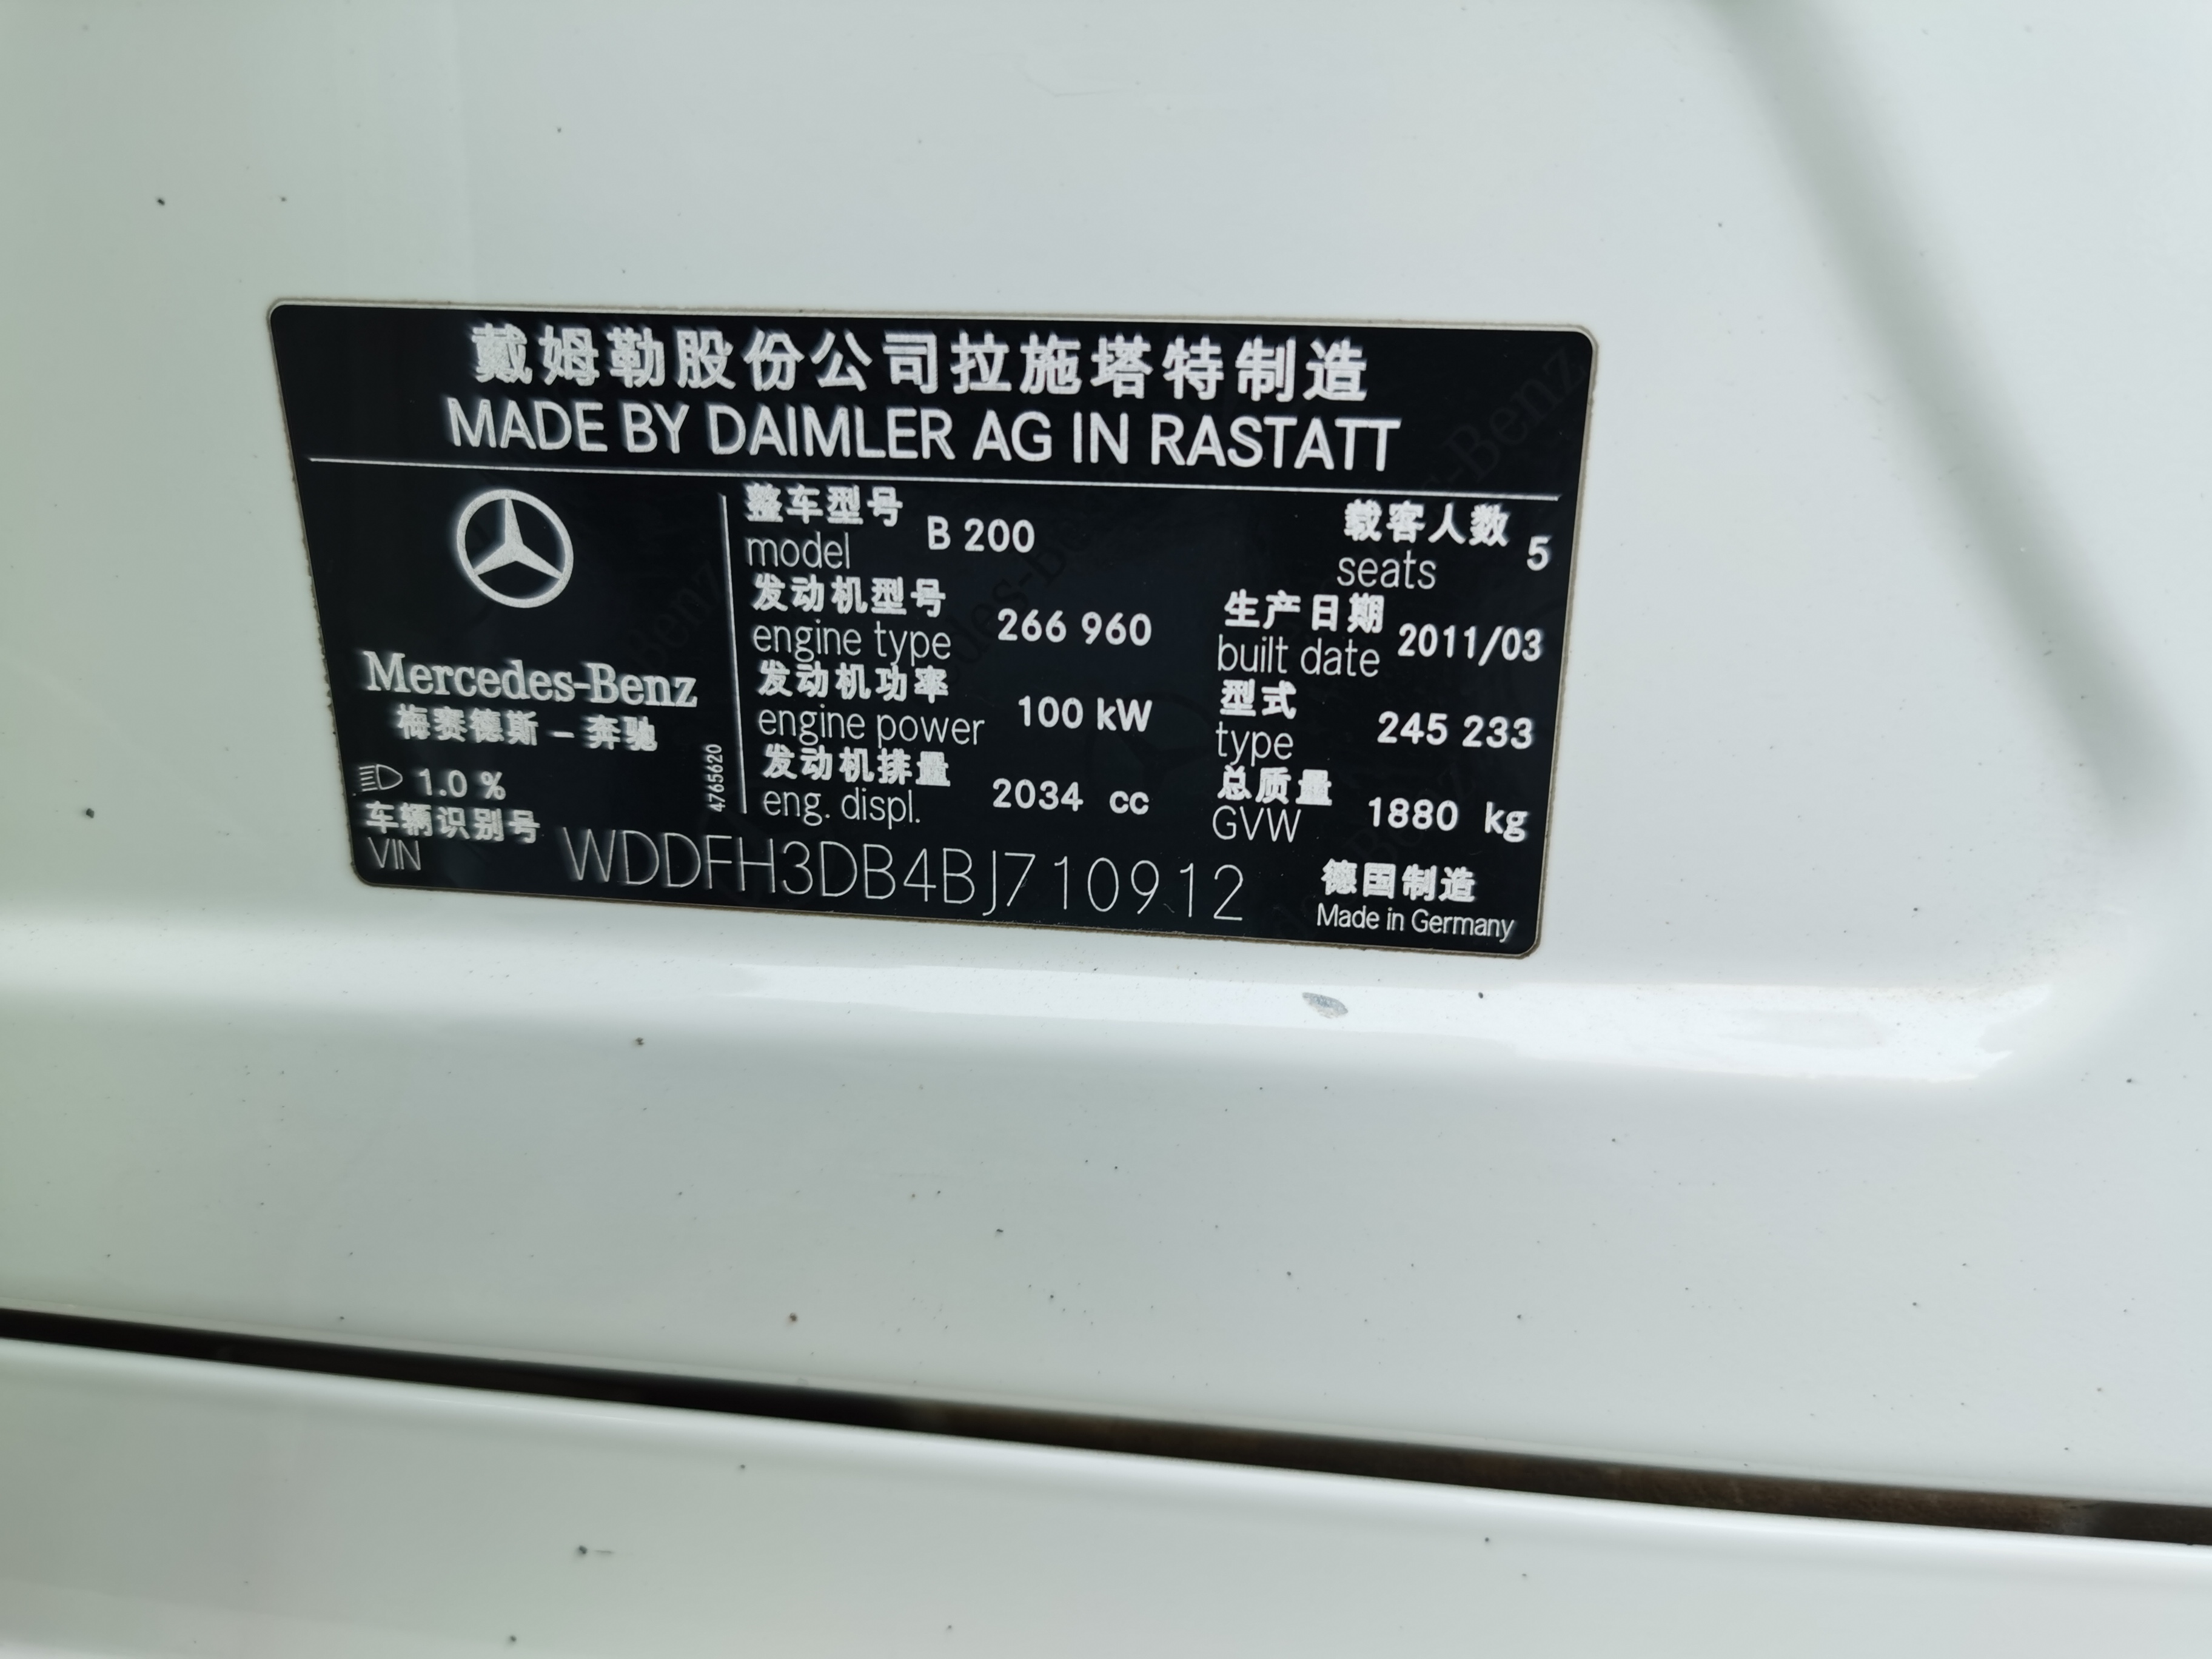 戴姆勒股份公司拉施塔特制造
MADE BY DAIMLER AG IN RASTATT
整车型号 B 200
model
载客人数 5
seats
发动机型号 266 960
engine type
生产日期 2011/03
built date
发动机功率 100 kW
engine power
型式 245 233
type
发动机排量 2034 cc
eng. displ.
总质量 1880 kg
GVW
Mercedes-Benz
梅赛德斯-奔驰
1.0 %
4765620
车辆识别号
VIN WDDFH3DB4BJ710912
德国制造
Made in Germany